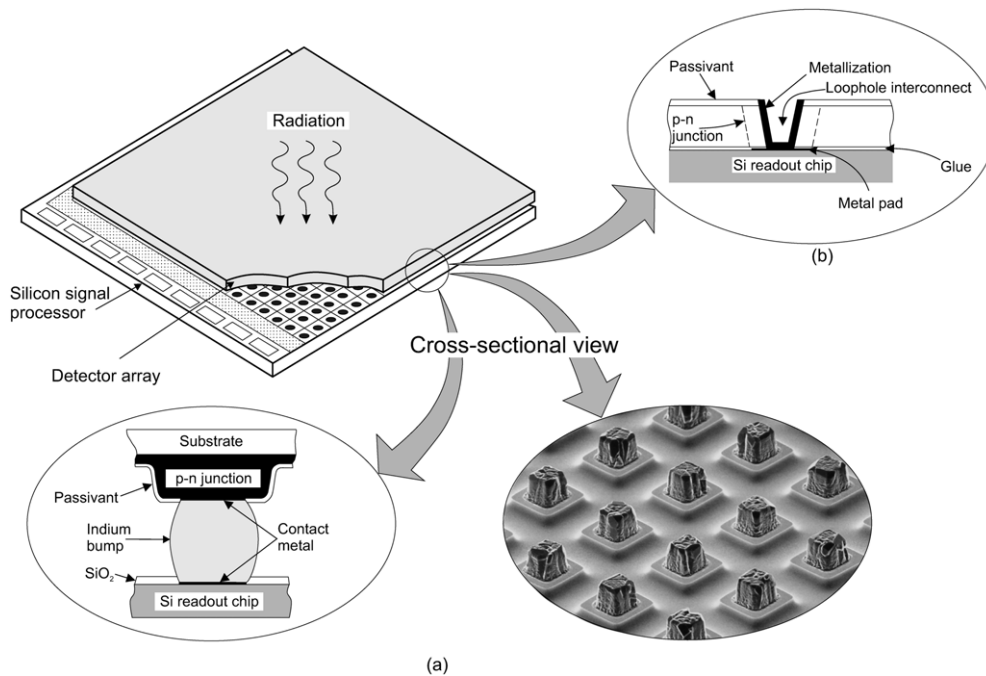 Radiation
Silicon signal
processor
Detector array
Cross-sectional view
Passivant
Metallization
Loophole interconnect
p-n
junction
Si readout chip
Glue
Metal pad
(b)
Substrate
p-n junction
Passivant
Indium
bump
Contact
metal
SiO₂
Si readout chip
(a)